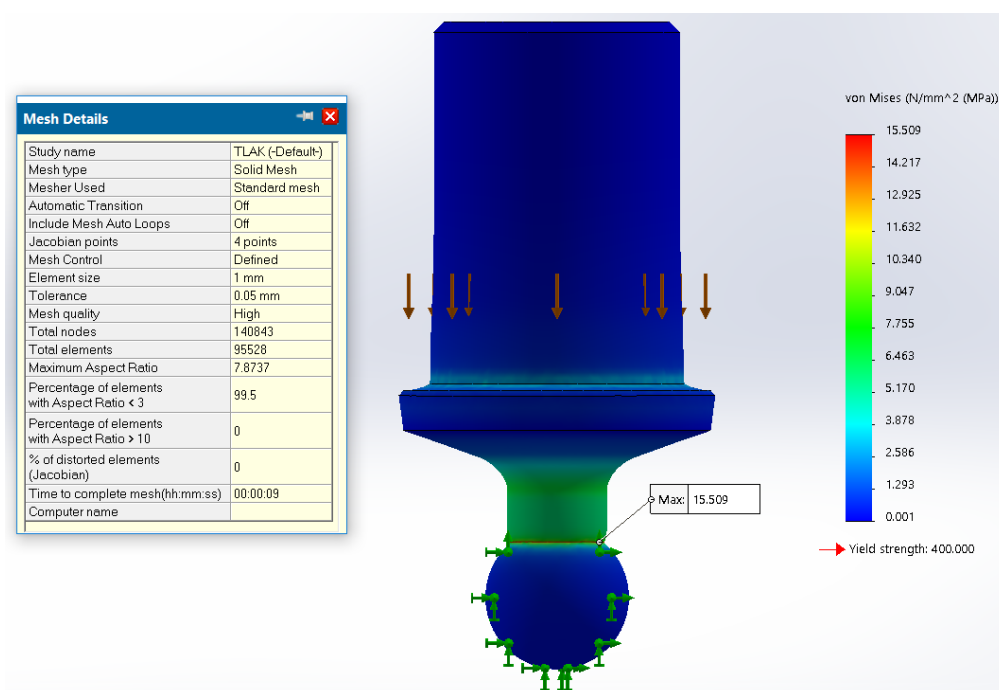 Mesh Details
Study name TLAK (-Default-)
Mesh type Solid Mesh
Mesher Used Standard mesh
Automatic Transition Off
Include Mesh Auto Loops Off
Jacobian points 4 points
Mesh Control Defined
Element size 1 mm
Tolerance 0.05 mm
Mesh quality High
Total nodes 140843
Total elements 95528
Maximum Aspect Ratio 7.8737
Percentage of elements
with Aspect Ratio < 3 99.5
Percentage of elements
with Aspect Ratio > 10 0
% of distorted elements
(Jacobian) 0
Time to complete mesh(hh:mm:ss) 00:00:09
Computer name
Max: 15.509
von Mises (N/mm^2 (MPa))
15.509
14.217
12.925
11.632
10.340
9.047
7.755
6.463
5.170
3.878
2.586
1.293
0.001
Yield strength: 400.000